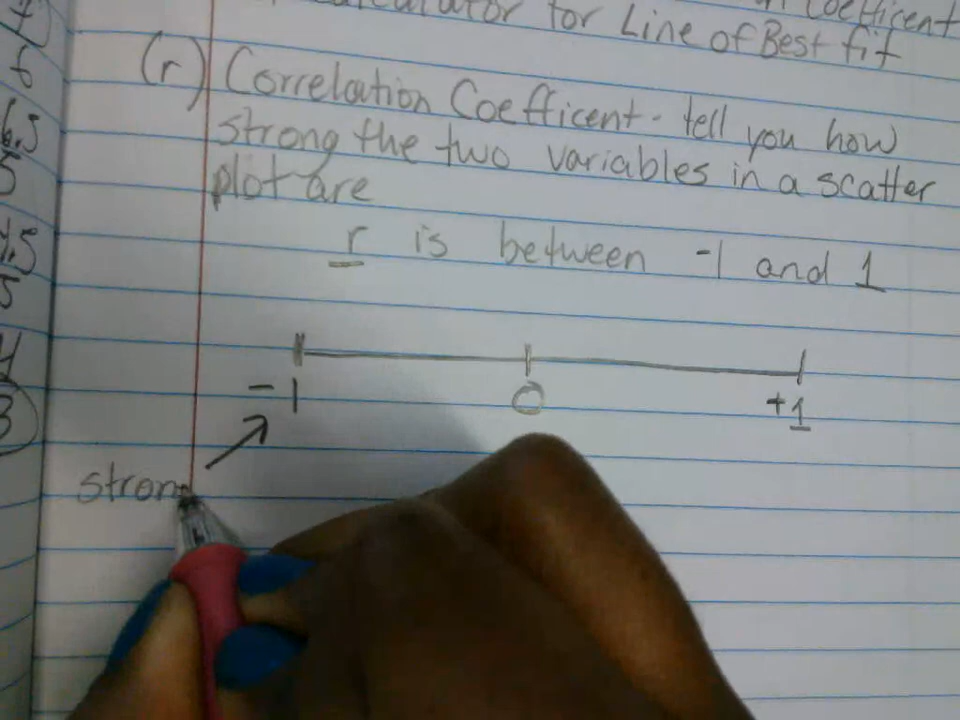 for Line of Best fit
(r) Correlation Coefficent - tell you how
strong the two variables in a scatter
plot are
r is between -1 and 1
-1 0 +1
stron